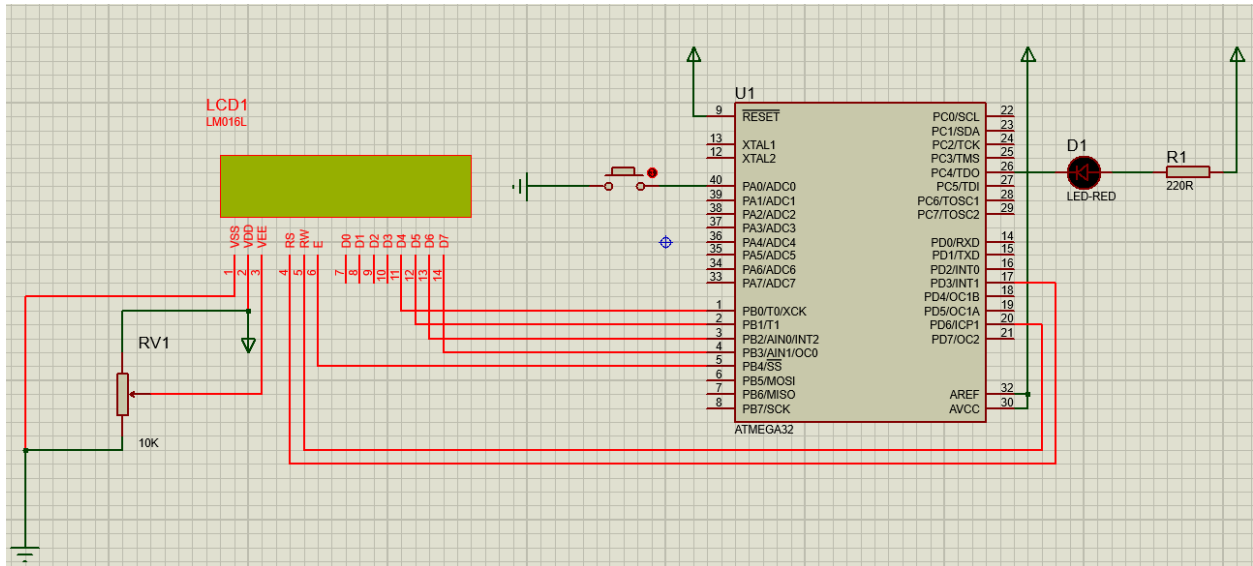 LCD1
LM016L
VSS
VDD
VEE
RS
RW
E
D0
D1
D2
D3
D4
D5
D6
D7
1
2
3
4
5
6
7
8
9
10
11
12
13
14
RV1
10K
U1
9 RESET
13 XTAL1
12 XTAL2
40 PA0/ADC0
39 PA1/ADC1
38 PA2/ADC2
37 PA3/ADC3
36 PA4/ADC4
35 PA5/ADC5
34 PA6/ADC6
33 PA7/ADC7
1 PB0/T0/XCK
2 PB1/T1
3 PB2/AIN0/INT2
4 PB3/AIN1/OC0
5 PB4/SS
6 PB5/MOSI
7 PB6/MISO
8 PB7/SCK
PC0/SCL 22
PC1/SDA 23
PC2/TCK 24
PC3/TMS 25
PC4/TDO 26
PC5/TDI 27
PC6/TOSC1 28
PC7/TOSC2 29
PD0/RXD 14
PD1/TXD 15
PD2/INT0 16
PD3/INT1 17
PD4/OC1B 18
PD5/OC1A 19
PD6/ICP1 20
PD7/OC2 21
AREF 32
AVCC 30
ATMEGA32
D1
LED-RED
R1
220R